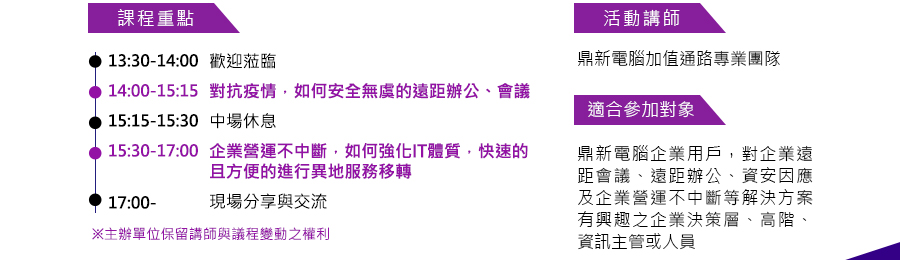 課程重點
13:30-14:00 歡迎蒞臨
14:00-15:15 對抗疫情，如何安全無虞的遠距辦公、會議
15:15-15:30 中場休息
15:30-17:00 企業營運不中斷，如何強化IT體質，快速的
且方便的進行異地服務移轉
17:00- 現場分享與交流
※主辦單位保留講師與議程變動之權利
活動講師
鼎新電腦加值通路專業團隊
適合參加對象
鼎新電腦企業用戶，對企業遠
距會議、遠距辦公、資安因應
及企業營運不中斷等解決方案
有興趣之企業決策層、高階、
資訊主管或人員